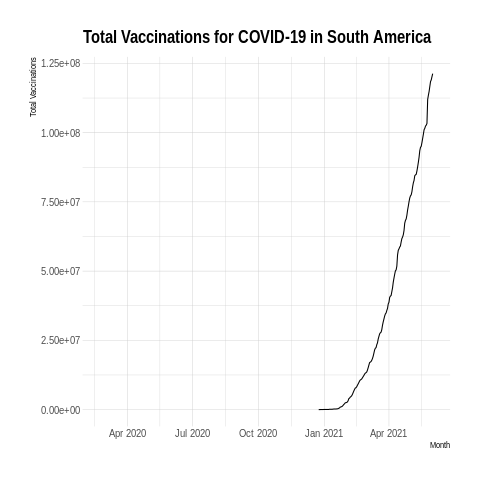 Total Vaccinations for COVID-19 in South America
Total Vaccinations
1.25e+08
1.00e+08
7.50e+07
5.00e+07
2.50e+07
0.00e+00
Apr 2020 Jul 2020 Oct 2020 Jan 2021 Apr 2021
Month